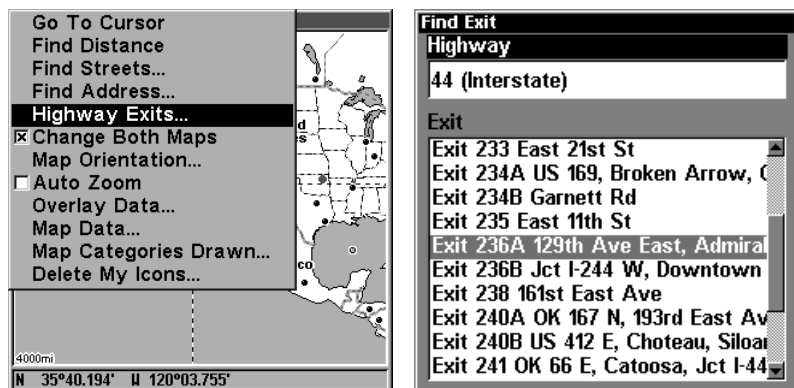 Go To Cursor
Find Distance
Find Streets...
Find Address...
Highway Exits...
Change Both Maps
Map Orientation...
Auto Zoom
Overlay Data...
Map Data...
Map Categories Drawn...
Delete My Icons...
d
es
co
4000mi
N 35°40.194' W 120°03.755'
Find Exit
Highway
44 (Interstate)
Exit
Exit 233 East 21st St
Exit 234A US 169, Broken Arrow, 
Exit 234B Garnett Rd
Exit 235 East 11th St
Exit 236A 129th Ave East, Admiral
Exit 236B Jct I-244 W, Downtown
Exit 238 161st East Ave
Exit 240A OK 167 N, 193rd East Av
Exit 240B US 412 E, Choteau, Siloa
Exit 241 OK 66 E, Catoosa, Jct I-44